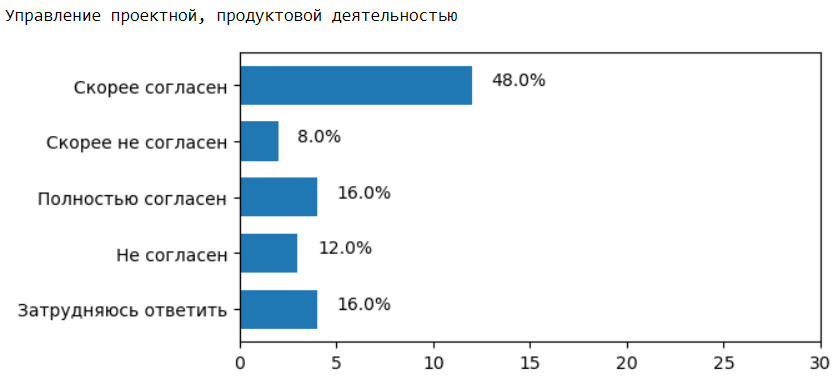 Управление проектной, продуктовой деятельностью
Скорее согласен 48.0%
Скорее не согласен 8.0%
Полностью согласен 16.0%
Не согласен 12.0%
Затрудняюсь ответить 16.0%
0 5 10 15 20 25 30